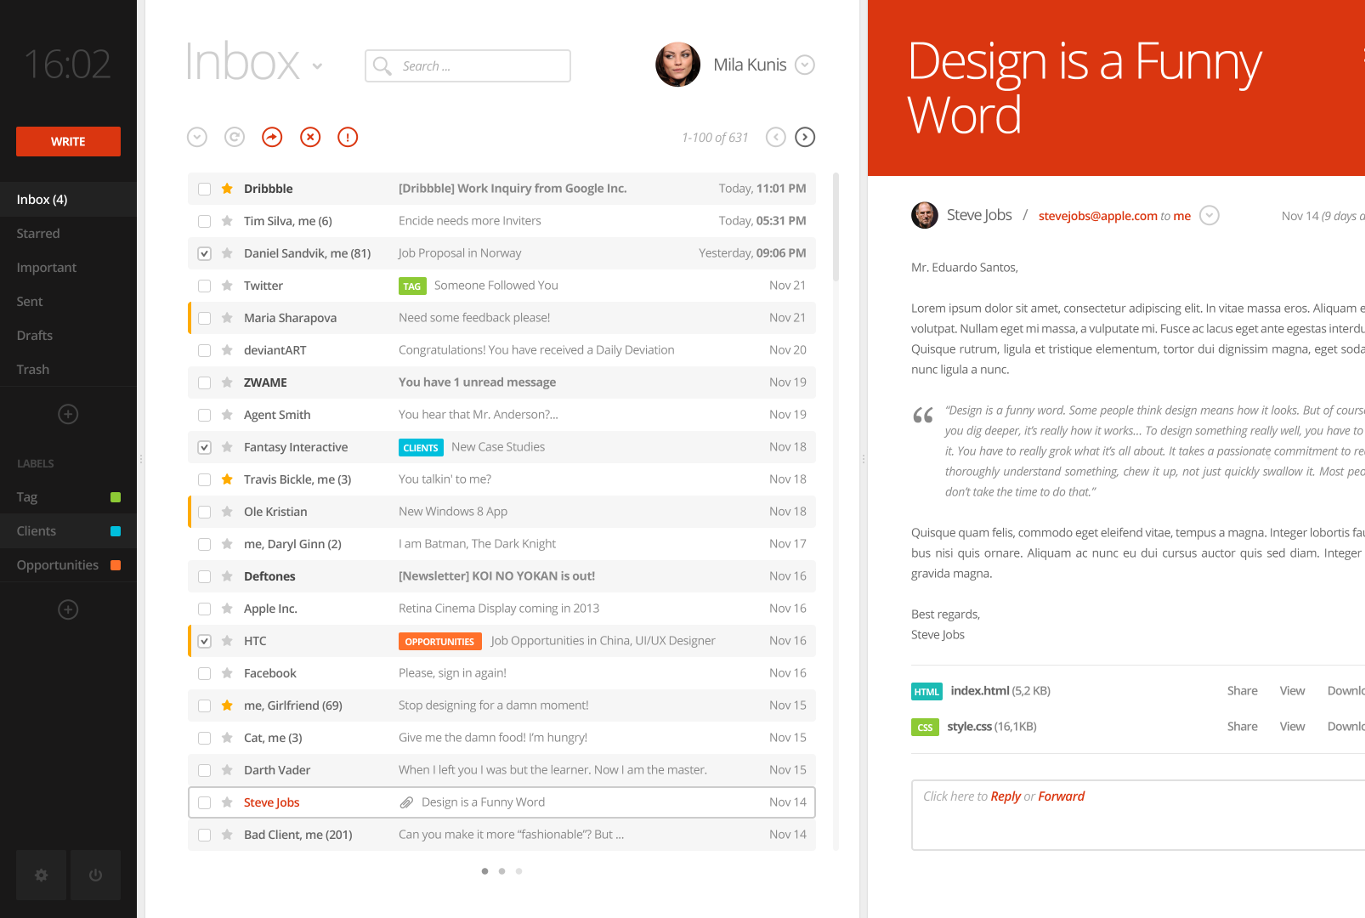 16:02
WRITE
Inbox (4)
Starred
Important
Sent
Drafts
Trash
LABELS
Tag
Clients
Opportunities
Inbox
Search ...
Mila Kunis
1-100 of 631
Dribbble [Dribbble] Work Inquiry from Google Inc. Today, 11:01 PM
Tim Silva, me (6) Encide needs more Inviters Today, 05:31 PM
Daniel Sandvik, me (81) Job Proposal in Norway Yesterday, 09:06 PM
Twitter TAG Someone Followed You Nov 21
Maria Sharapova Need some feedback please! Nov 21
deviantART Congratulations! You have received a Daily Deviation Nov 20
ZWAME You have 1 unread message Nov 19
Agent Smith You hear that Mr. Anderson?... Nov 19
Fantasy Interactive CLIENTS New Case Studies Nov 18
Travis Bickle, me (3) You talkin' to me? Nov 18
Ole Kristian New Windows 8 App Nov 18
me, Daryl Ginn (2) I am Batman, The Dark Knight Nov 17
Deftones [Newsletter] KOI NO YOKAN is out! Nov 16
Apple Inc. Retina Cinema Display coming in 2013 Nov 16
HTC OPPORTUNITIES Job Opportunities in China, UI/UX Designer Nov 16
Facebook Please, sign in again! Nov 16
me, Girlfriend (69) Stop designing for a damn moment! Nov 15
Cat, me (3) Give me the damn food! I'm hungry! Nov 15
Darth Vader When I left you I was but the learner. Now I am the master. Nov 15
Steve Jobs Design is a Funny Word Nov 14
Bad Client, me (201) Can you make it more “fashionable”? But ... Nov 14
Design is a Funny
Word
Steve Jobs / stevejobs@apple.com to me Nov 14 (9 days a
Mr. Eduardo Santos,
Lorem ipsum dolor sit amet, consectetur adipiscing elit. In vitae massa eros. Aliquam e
volutpat. Nullam eget mi massa, a vulputate mi. Fusce ac lacus eget ante egestas interdu
Quisque rutrum, ligula et tristique elementum, tortor dui dignissim magna, eget soda
nunc ligula a nunc.
“Design is a funny word. Some people think design means how it looks. But of course
you dig deeper, it’s really how it works... To design something really well, you have to
it. You have to really grok what it’s all about. It takes a passionate commitment to rea
thoroughly understand something, chew it up, not just quickly swallow it. Most peo
don’t take the time to do that.”
Quisque quam felis, commodo eget eleifend vitae, tempus a magna. Integer lobortis fau
bus nisi quis ornare. Aliquam ac nunc eu dui cursus auctor quis sed diam. Integer
gravida magna.
Best regards,
Steve Jobs
HTML index.html (5,2 KB) Share View Downlo
CSS style.css (16,1KB) Share View Downlo
Click here to Reply or Forward